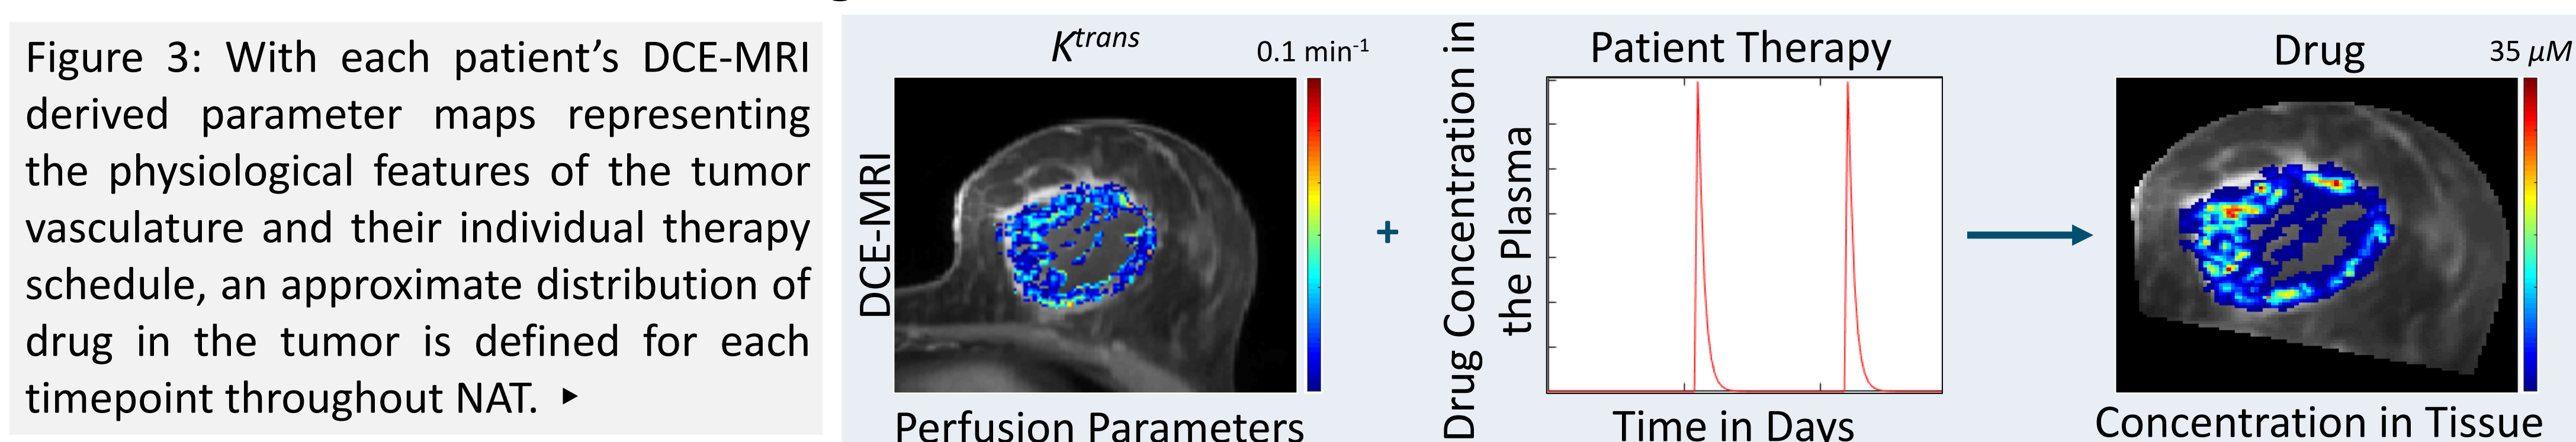 Figure 3: With each patient’s DCE-MRI
derived parameter maps representing
the physiological features of the tumor
vasculature and their individual therapy
schedule, an approximate distribution of
drug in the tumor is defined for each
timepoint throughout NAT. ►
K^trans
0.1 min⁻¹
DCE-MRI
Perfusion Parameters
+
Drug Concentration in
the Plasma
Patient Therapy
Time in Days
Drug
35 µM
Concentration in Tissue